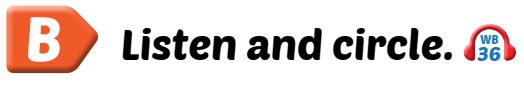 B Listen and circle. WB 36